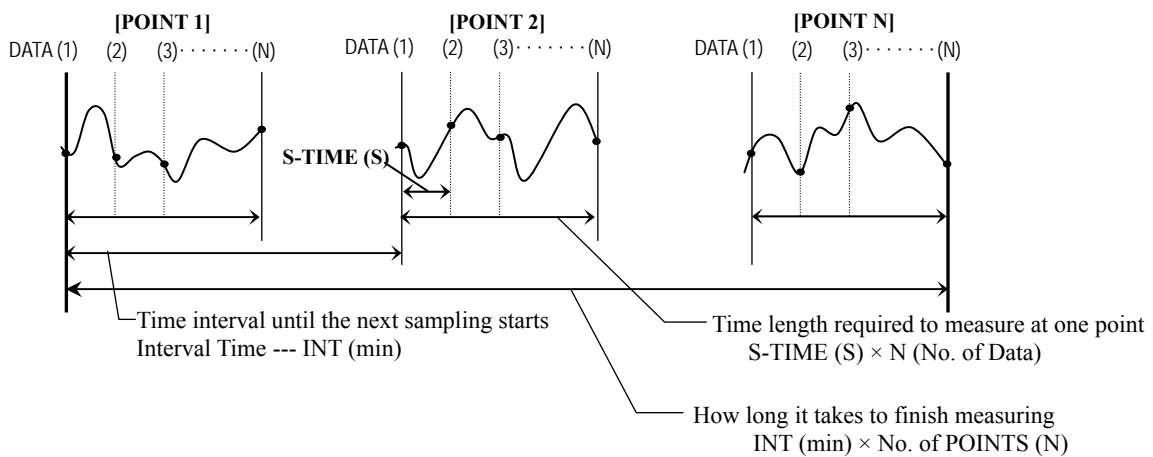 [POINT 1] [POINT 2] [POINT N]
DATA (1) (2) (3)·······(N) DATA (1) (2) (3)·······(N) DATA (1) (2) (3)·······(N)
S-TIME (S)
Time interval until the next sampling starts
Interval Time --- INT (min)
Time length required to measure at one point
S-TIME (S) × N (No. of Data)
How long it takes to finish measuring
INT (min) × No. of POINTS (N)